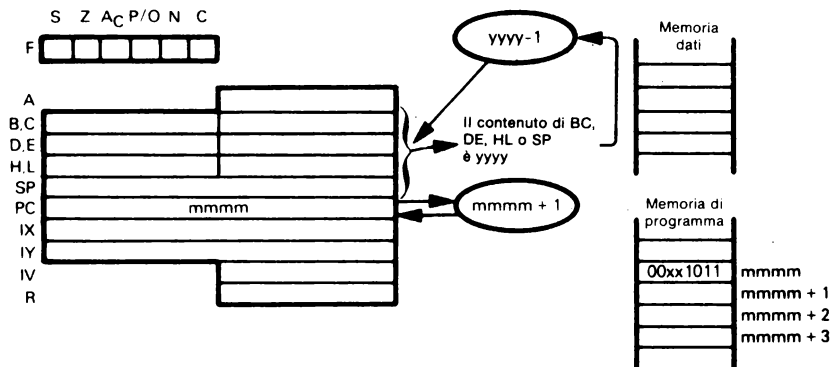 S Z AC P/O N C
F
A
B,C
D,E
H,L
SP
PC mmmm
IX
IY
IV
R
yyyy-1
Il contenuto di BC,
DE, HL o SP
è yyyy
mmmm + 1
Memoria
dati
Memoria di
programma
00xx1011 mmmm
mmmm + 1
mmmm + 2
mmmm + 3